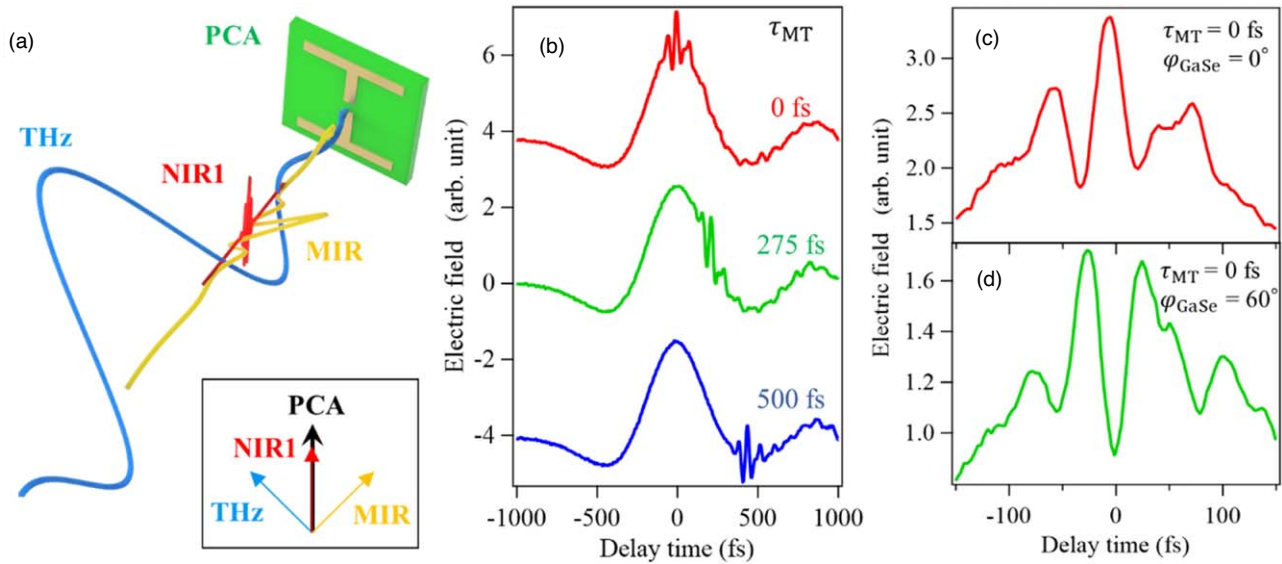 (a)
PCA
THz
NIR1
MIR
PCA
NIR1
THz
MIR
(b)
τMT
0 fs
275 fs
500 fs
6
4
2
0
-2
-4
Electric field (arb. unit)
-1000 -500 0 500 1000
Delay time (fs)
(c)
τMT = 0 fs
φGaSe = 0°
3.0
2.5
2.0
1.5
(d)
τMT = 0 fs
φGaSe = 60°
1.6
1.4
1.2
1.0
Electric field (arb. unit)
-100 0 100
Delay time (fs)